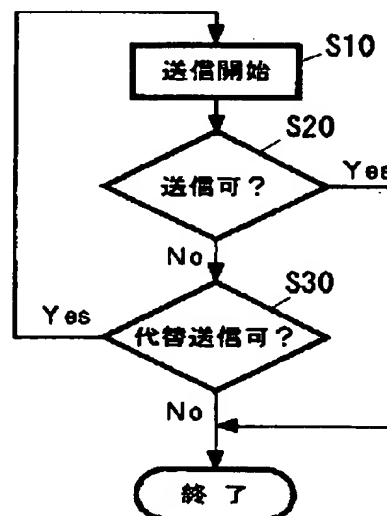 S10
送信開始
S20
送信可?
Yes
No
S30
代替送信可?
Yes
No
終了